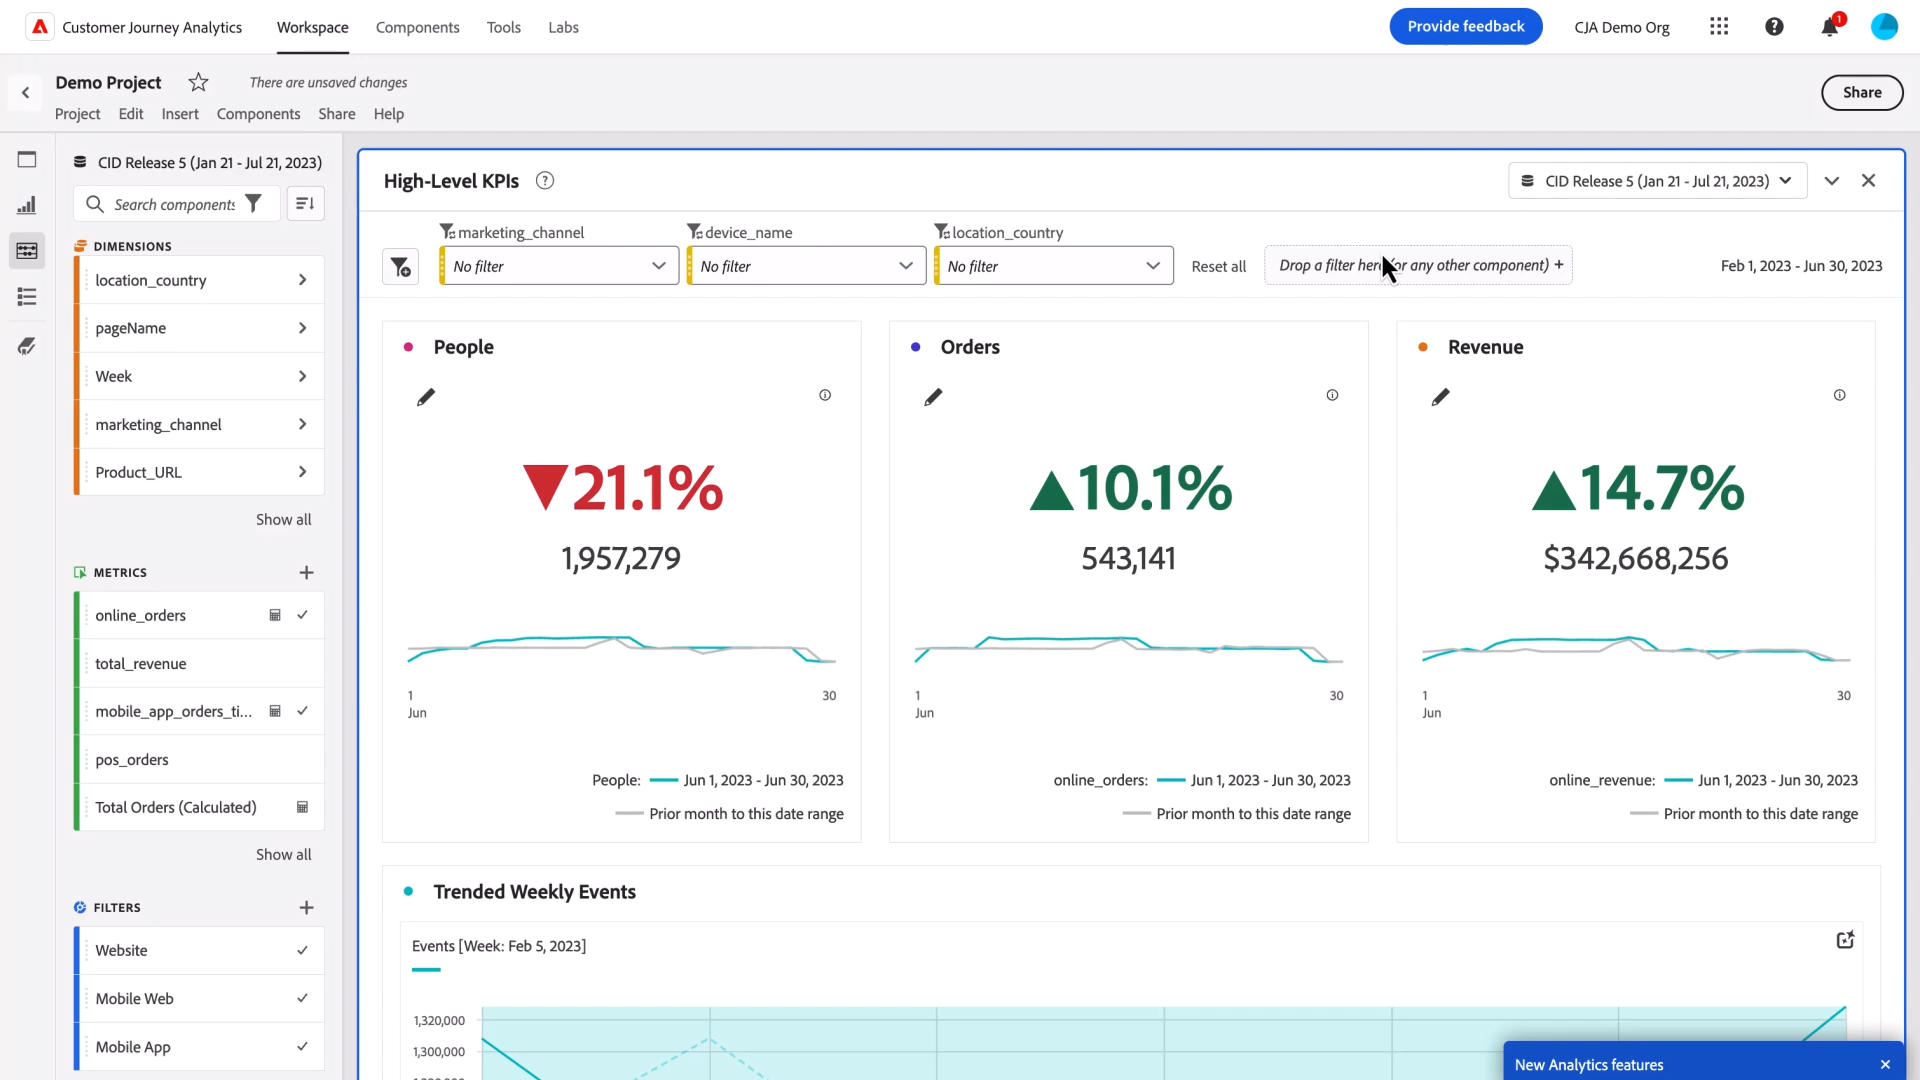 Customer Journey Analytics
Workspace
Components
Tools
Labs
Provide feedback
CJA Demo Org
1
Demo Project
There are unsaved changes
Project
Edit
Insert
Components
Share
Help
Share
CID Release 5 (Jan 21 - Jul 21, 2023)
Search components
DIMENSIONS
location_country
pageName
Week
marketing_channel
Product_URL
Show all
METRICS
online_orders
total_revenue
mobile_app_orders_ti...
pos_orders
Total Orders (Calculated)
Show all
FILTERS
Website
Mobile Web
Mobile App
High-Level KPIs
CID Release 5 (Jan 21 - Jul 21, 2023)
marketing_channel
No filter
device_name
No filter
location_country
No filter
Reset all
Drop a filter here (or any other component) +
Feb 1, 2023 - Jun 30, 2023
People
▼21.1%
1,957,279
1
Jun
30
People: Jun 1, 2023 - Jun 30, 2023
Prior month to this date range
Orders
▲10.1%
543,141
1
Jun
30
online_orders: Jun 1, 2023 - Jun 30, 2023
Prior month to this date range
Revenue
▲14.7%
$342,668,256
1
Jun
30
online_revenue: Jun 1, 2023 - Jun 30, 2023
Prior month to this date range
Trended Weekly Events
Events [Week: Feb 5, 2023]
1,320,000
1,300,000
New Analytics features